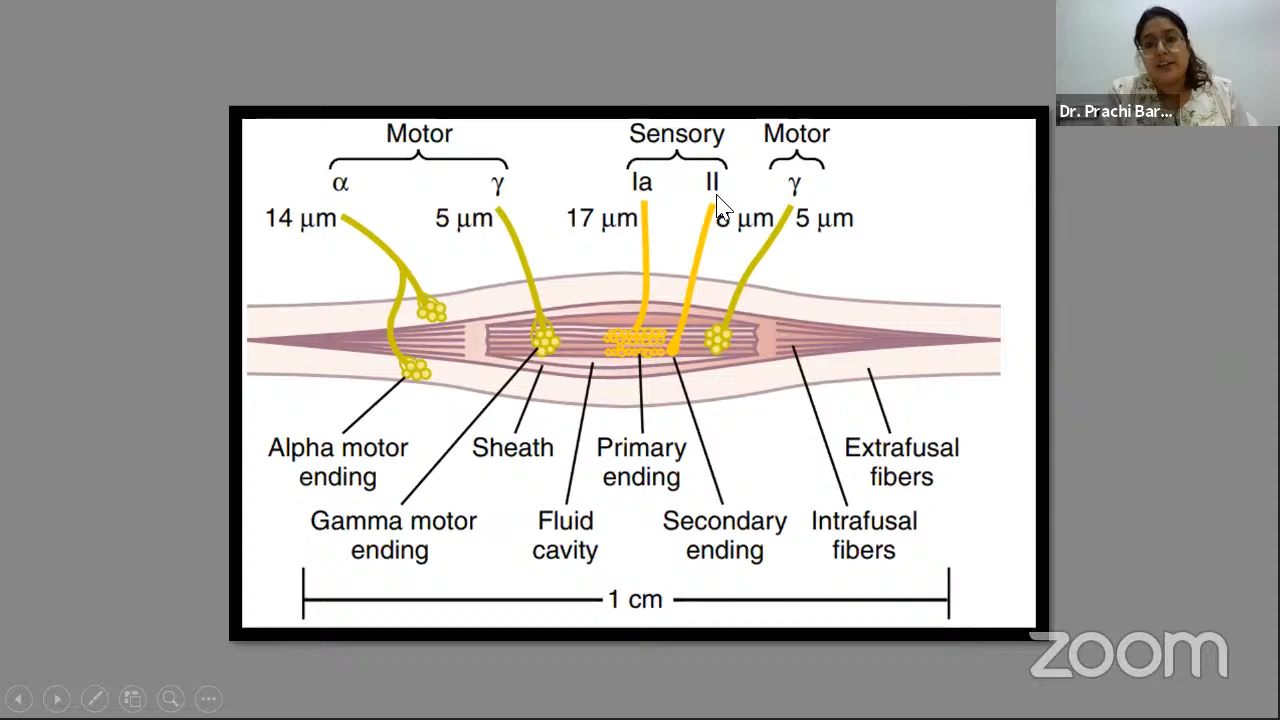 Dr. Prachi Bar...
Motor
Sensory
Motor
α
γ
Ia
II
γ
14 μm
5 μm
17 μm
8 μm
5 μm
Alpha motor
ending
Sheath
Primary
ending
Extrafusal
fibers
Gamma motor
ending
Fluid
cavity
Secondary
ending
Intrafusal
fibers
1 cm
zoom